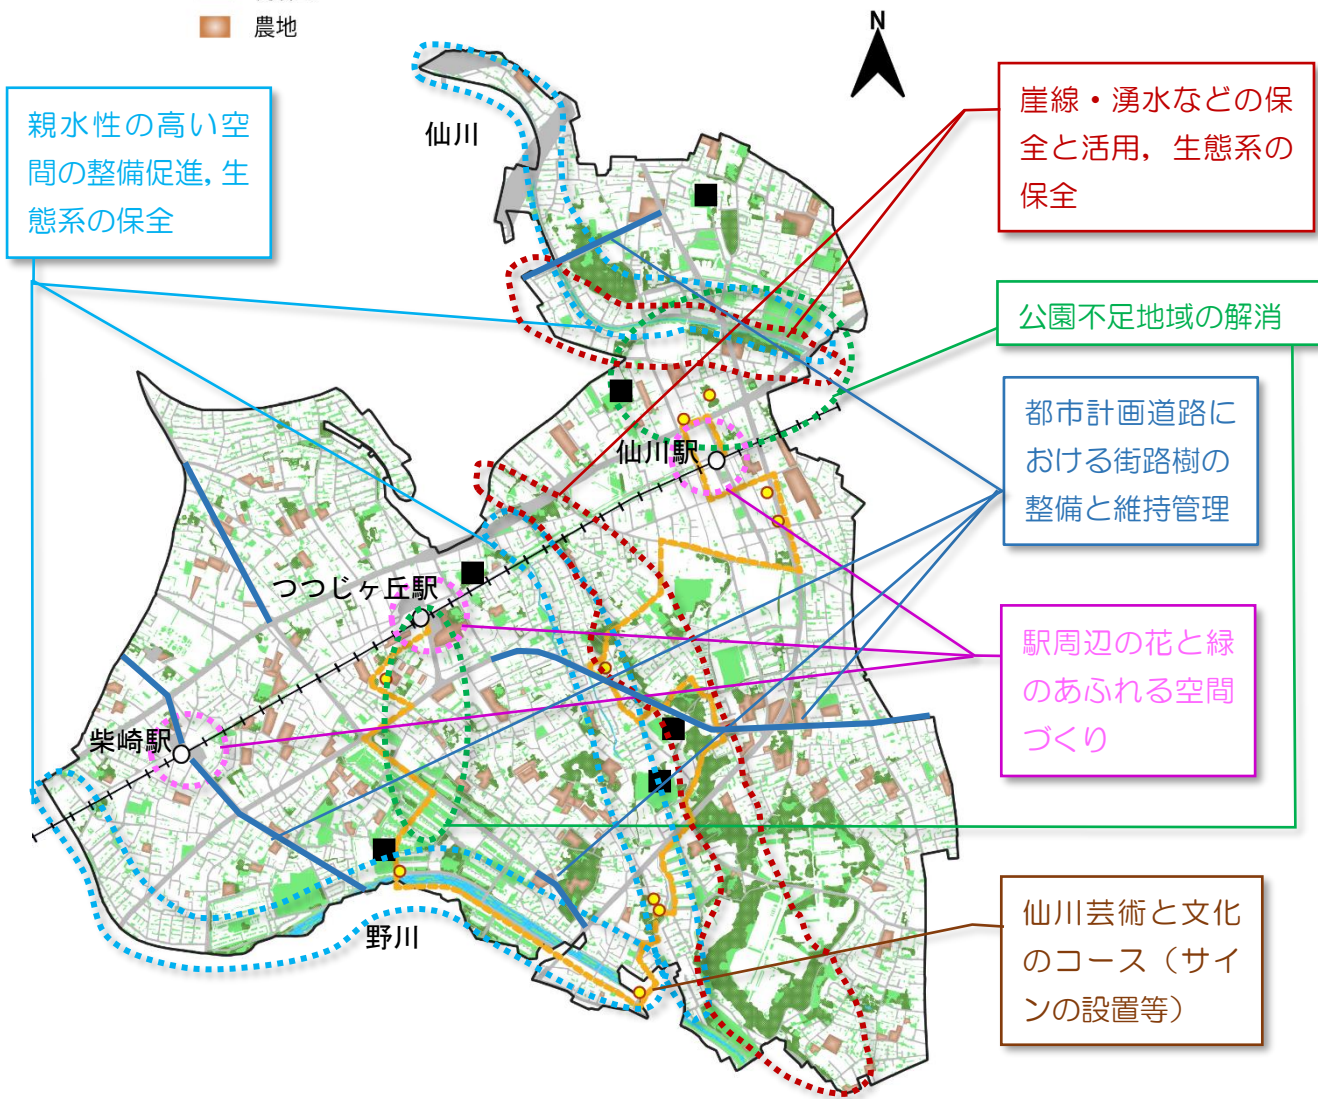 農地
N
親水性の高い空
間の整備促進,生
態系の保全
仙川
崖線・湧水などの保
全と活用，生態系の
保全
公園不足地域の解消
都市計画道路に
おける街路樹の
整備と維持管理
仙川駅
つつじヶ丘駅
駅周辺の花と緑
のあふれる空間
づくり
柴崎駅
野川
仙川芸術と文化
のコース（サイ
ンの設置等）